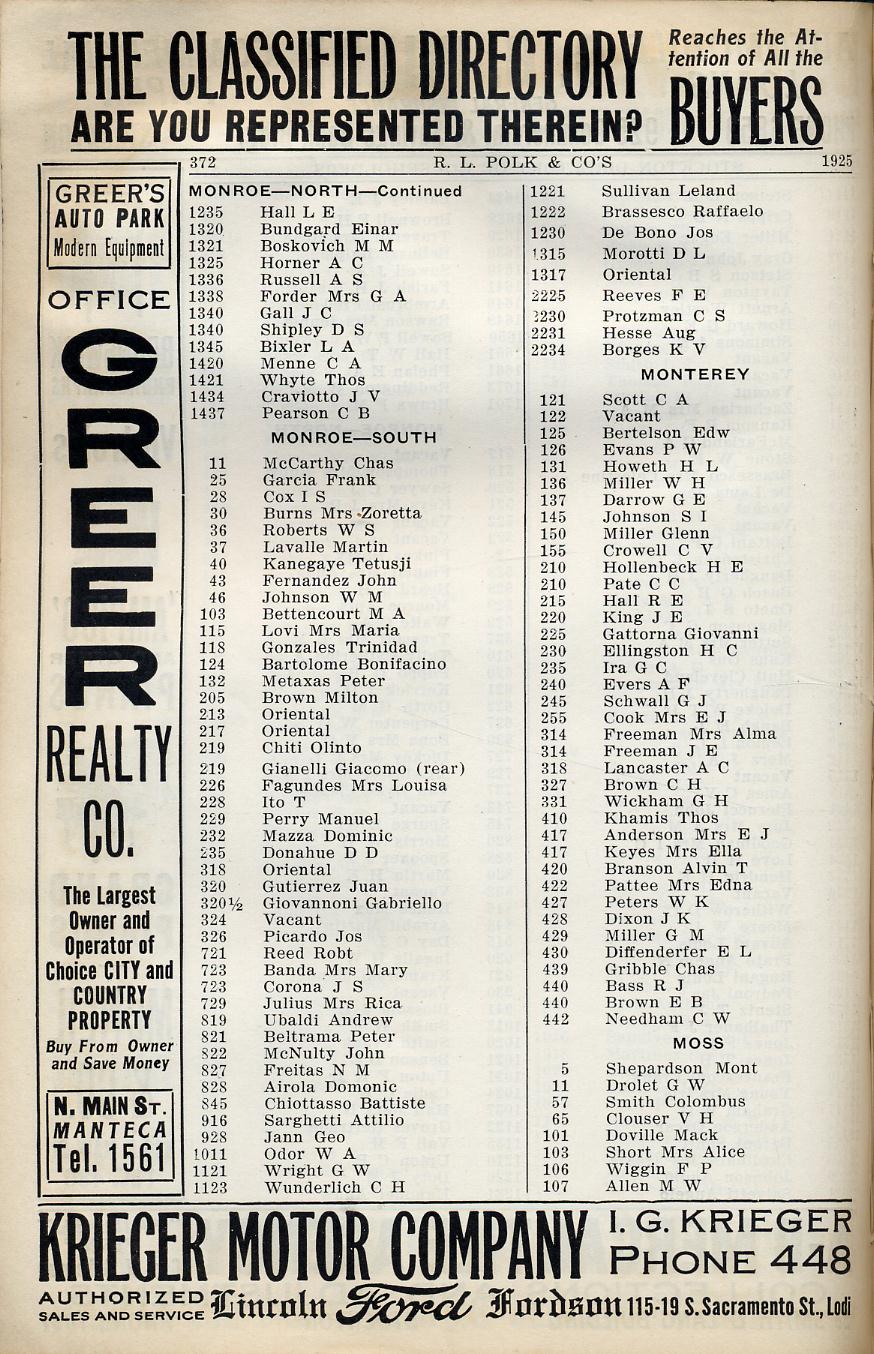 THE CLASSIFIED DIRECTORY
ARE YOU REPRESENTED THEREIN?
Reaches the At-
tention of All the
BUYERS
372 R. L. POLK & CO'S 1925
GREER'S
AUTO PARK
Modern Equipment
OFFICE
GREER
REALTY
CO.
The Largest
Owner and
Operator of
Choice CITY and
COUNTRY
PROPERTY
Buy From Owner
and Save Money
N. MAIN ST.
MANTECA
Tel. 1561
MONROE—NORTH—Continued
1235 Hall L E
1320 Bundgard Einar
1321 Boskovich M M
1325 Horner A C
1336 Russell A S
1338 Forder Mrs G A
1340 Gall J C
1340 Shipley D S
1345 Bixler L A
1420 Menne C A
1421 Whyte Thos
1434 Craviotto J V
1437 Pearson C B
MONROE—SOUTH
11 McCarthy Chas
25 Garcia Frank
28 Cox I S
30 Burns Mrs Zoretta
36 Roberts W S
37 Lavalle Martin
40 Kanegaye Tetusji
43 Fernandez John
46 Johnson W M
103 Bettencourt M A
115 Lovi Mrs Maria
118 Gonzales Trinidad
124 Bartolome Bonifacino
132 Metaxas Peter
205 Brown Milton
213 Oriental
217 Oriental
219 Chiti Olinto
219 Gianelli Giacomo (rear)
226 Fagundes Mrs Louisa
228 Ito T
229 Perry Manuel
232 Mazza Dominic
235 Donahue D D
318 Oriental
320 Gutierrez Juan
320½ Giovannoni Gabriello
324 Vacant
326 Picardo Jos
721 Reed Robt
723 Banda Mrs Mary
723 Corona J S
729 Julius Mrs Rica
819 Ubaldi Andrew
821 Beltrama Peter
822 McNulty John
827 Freitas N M
828 Airola Domonic
845 Chiottasso Battiste
916 Sarghetti Attilio
928 Jann Geo
1011 Odor W A
1121 Wright G W
1123 Wunderlich C H
1221 Sullivan Leland
1222 Brassesco Raffaelo
1230 De Bono Jos
1315 Morotti D L
1317 Oriental
2225 Reeves F E
2230 Protzman C S
2231 Hesse Aug
2234 Borges K V
MONTEREY
121 Scott C A
122 Vacant
125 Bertelson Edw
126 Evans P W
131 Howeth H L
136 Miller W H
137 Darrow G E
145 Johnson S I
150 Miller Glenn
155 Crowell C V
210 Hollenbeck H E
210 Pate C C
215 Hall R E
220 King J E
225 Gattorna Giovanni
230 Ellingston H C
235 Ira G C
240 Evers A F
245 Schwall G J
255 Cook Mrs E J
314 Freeman Mrs Alma
314 Freeman J E
318 Lancaster A C
327 Brown C H
331 Wickham G H
410 Khamis Thos
417 Anderson Mrs E J
417 Keyes Mrs Ella
420 Branson Alvin T
422 Pattee Mrs Edna
427 Peters W K
428 Dixon J K
429 Miller G M
430 Diffenderfer E L
439 Gribble Chas
440 Bass R J
440 Brown E B
442 Needham C W
MOSS
5 Shepardson Mont
11 Drolet G W
57 Smith Colombus
65 Clouser V H
101 Doville Mack
103 Short Mrs Alice
106 Wiggin F P
107 Allen M W
KRIEGER MOTOR COMPANY
I. G. KRIEGER
PHONE 448
AUTHORIZED
SALES AND SERVICE
Lincoln Ford Fordson 115-19 S. Sacramento St., Lodi